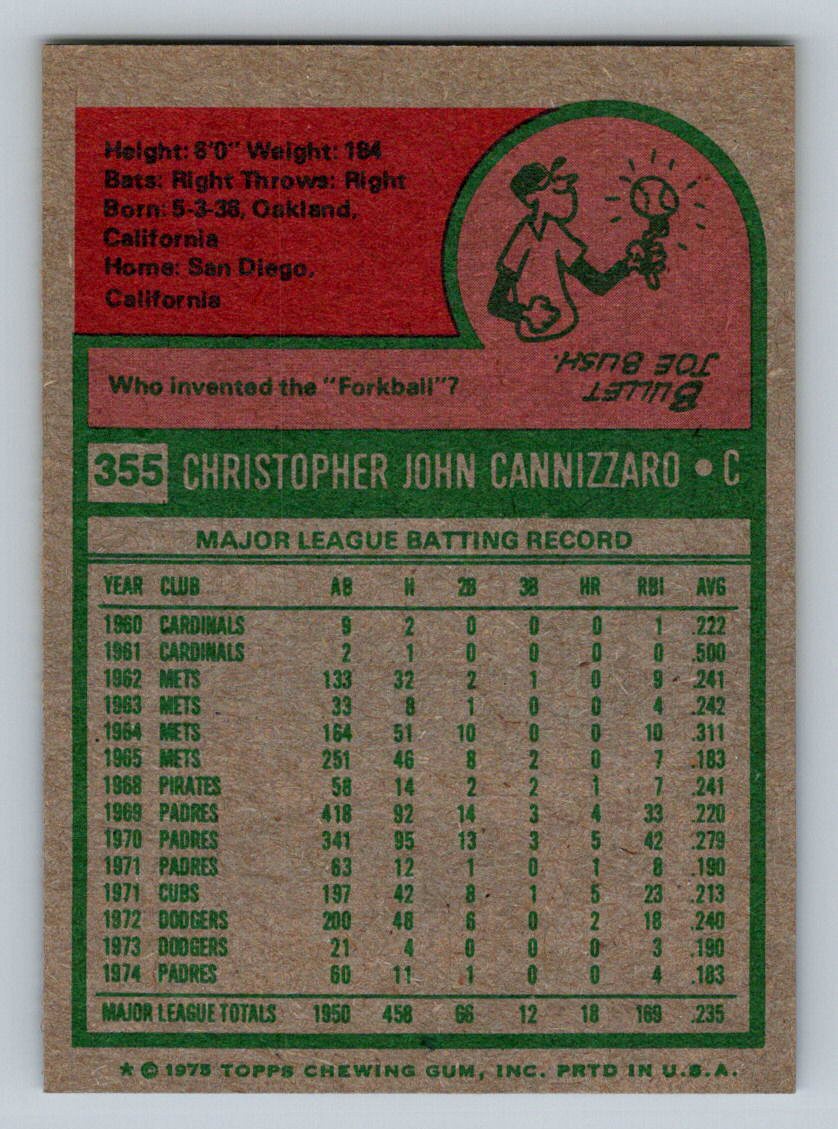 Height: 6'0" Weight: 184
Bats: Right Throws: Right
Born: 5-3-38, Oakland,
California
Home: San Diego,
California
Who invented the "Forkball"?
BULLET
JOE BUSH.
355 CHRISTOPHER JOHN CANNIZZARO • C
MAJOR LEAGUE BATTING RECORD
YEAR CLUB AB H 2B 3B HR RBI AVG
1960 CARDINALS 9 2 0 0 0 1 .222
1961 CARDINALS 2 1 0 0 0 0 .500
1962 METS 133 32 2 1 0 9 .241
1963 METS 33 8 1 0 0 4 .242
1964 METS 164 51 10 0 0 10 .311
1965 METS 251 46 8 2 0 7 .183
1968 PIRATES 58 14 2 2 1 7 .241
1969 PADRES 418 92 14 3 4 33 .220
1970 PADRES 341 95 13 3 5 42 .279
1971 PADRES 63 12 1 0 1 8 .190
1971 CUBS 197 42 8 1 5 23 .213
1972 DODGERS 200 48 6 0 2 18 .240
1973 DODGERS 21 4 0 0 0 3 .190
1974 PADRES 60 11 1 0 0 4 .183
MAJOR LEAGUE TOTALS 1950 458 66 12 18 169 .235
* © 1975 TOPPS CHEWING GUM, INC. PRTD IN U.S.A.